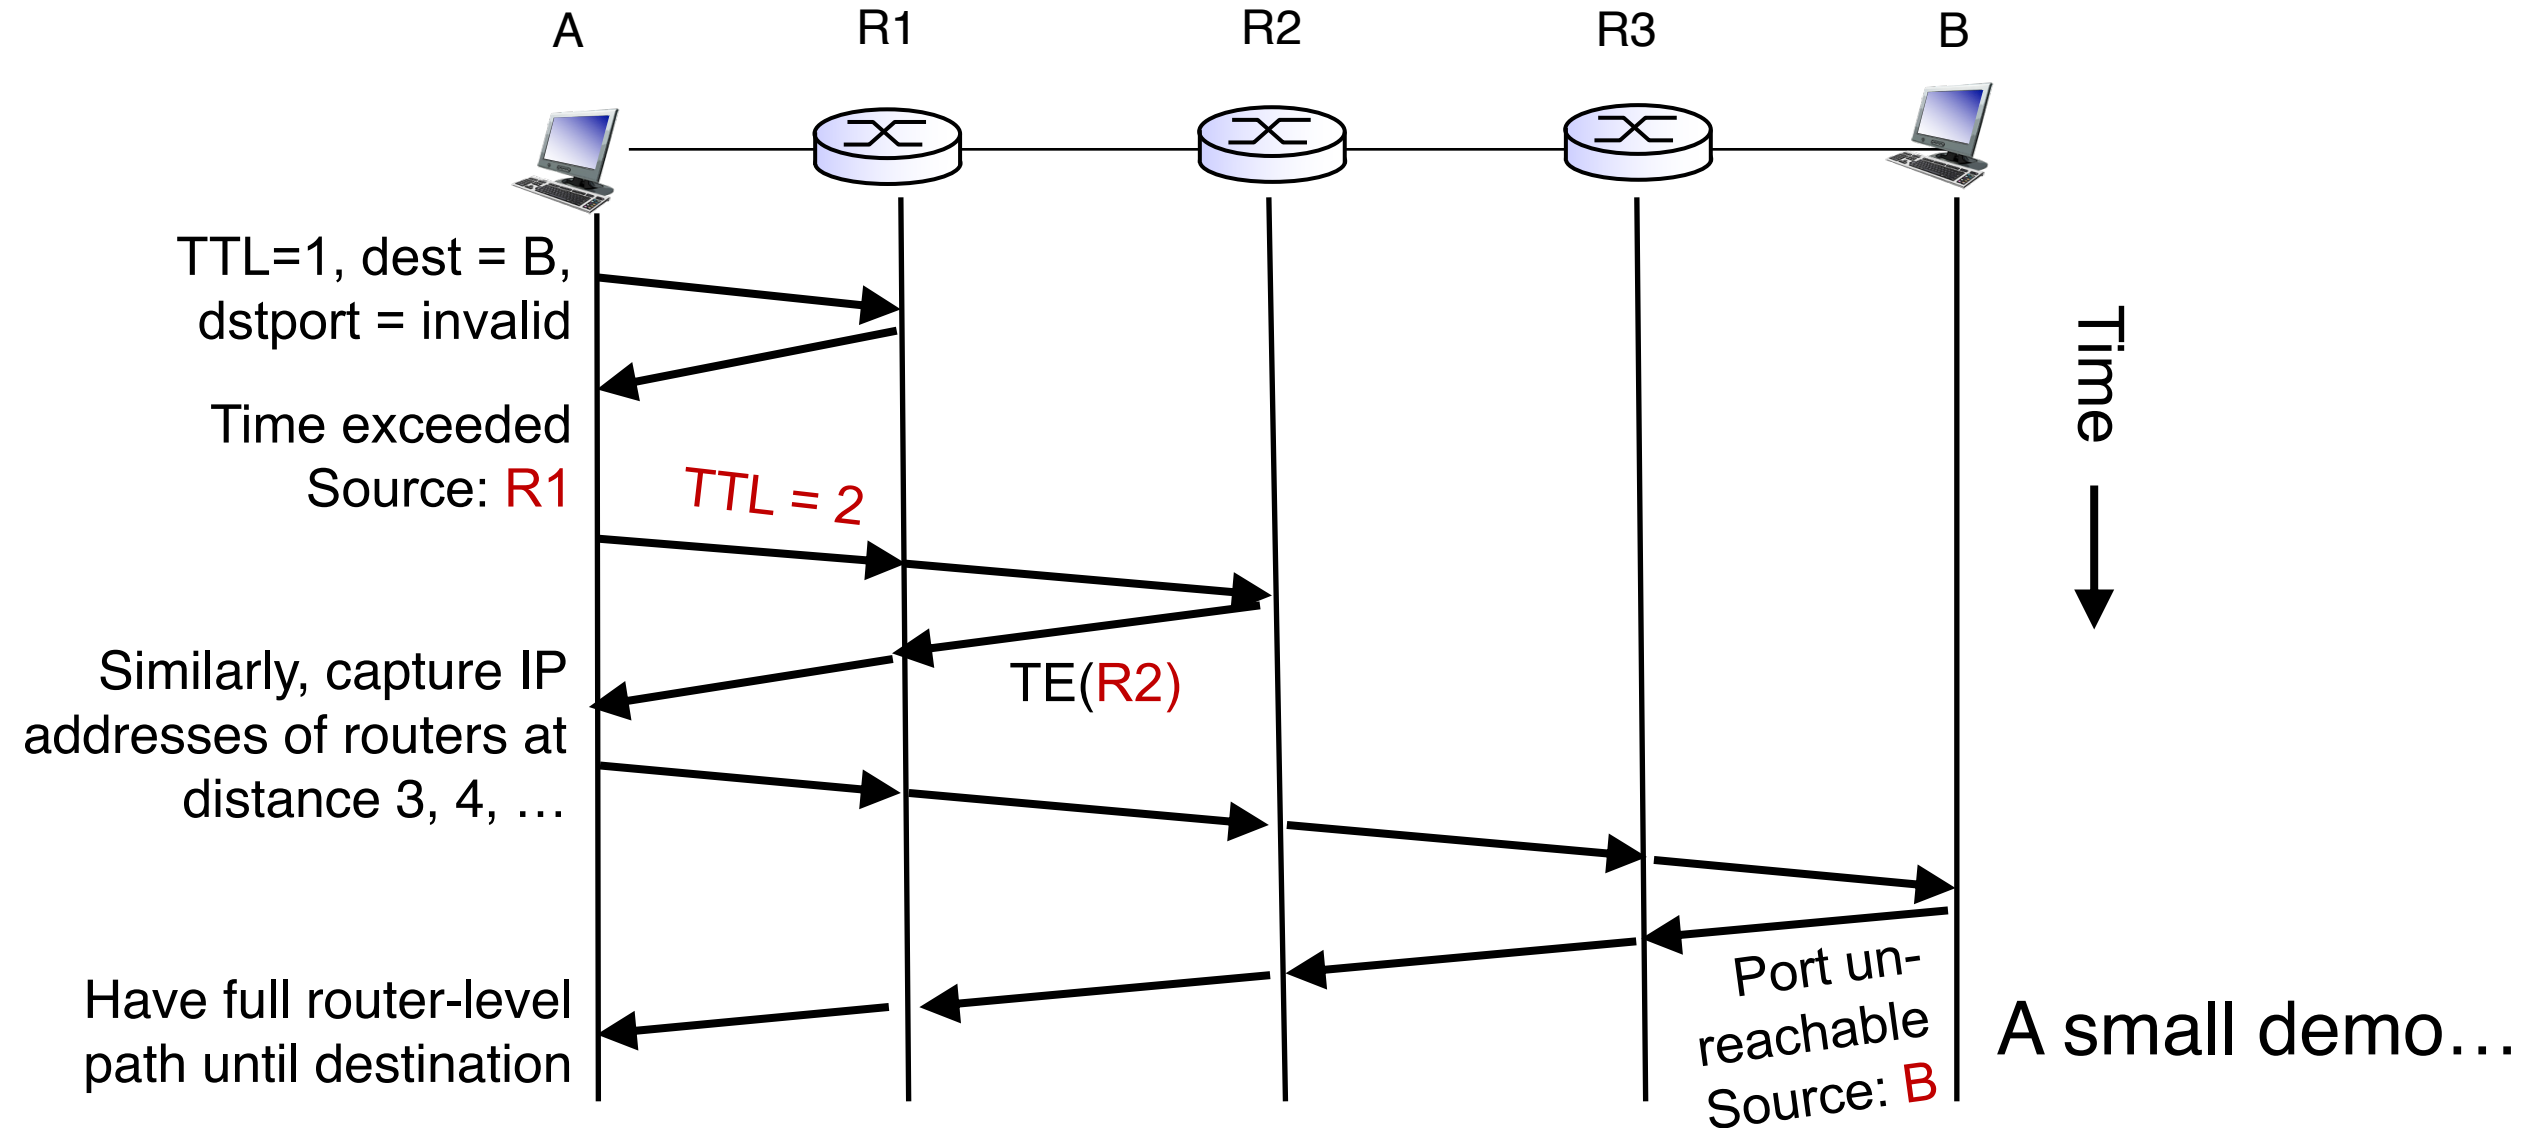 A
R1
R2
R3
B
TTL=1, dest = B,
dstport = invalid
Time
Time exceeded
Source: R1
TTL = 2
Similarly, capture IP
addresses of routers at
distance 3, 4, …
TE(R2)
Have full router-level
path until destination
Port un-
reachable
Source: B
A small demo…